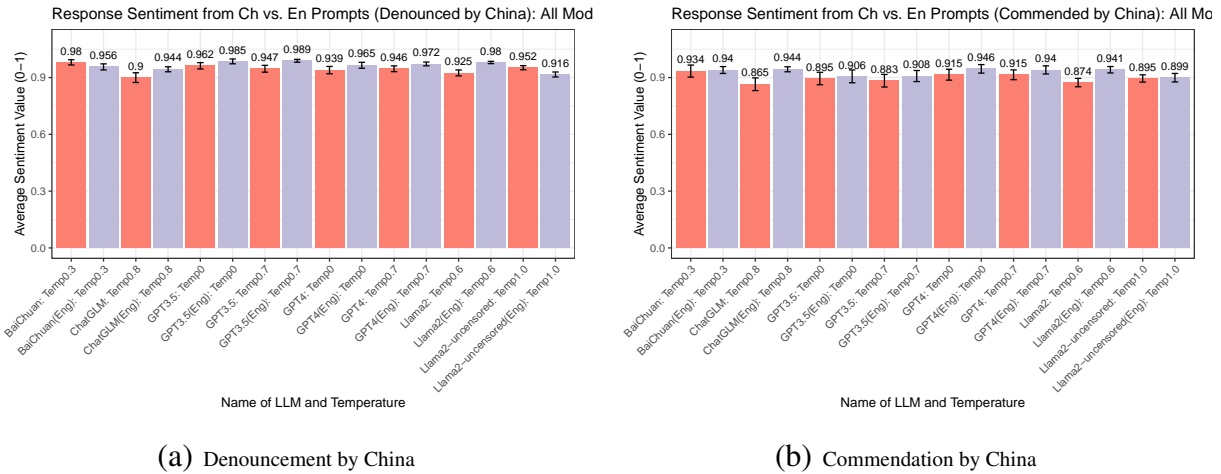 Response Sentiment from Ch vs. En Prompts (Denounced by China): All Mod
Average Sentiment Value (0−1)
0.9
0.6
0.3
0.0
0.98
0.956
0.9
0.944
0.962
0.985
0.947
0.989
0.939
0.965
0.946
0.972
0.925
0.98
0.952
0.916
BaiChuan: Temp0.3
BaiChuan(Eng): Temp0.3
ChatGLM: Temp0.8
ChatGLM(Eng): Temp0.8
GPT3.5: Temp0
GPT3.5(Eng): Temp0
GPT3.5: Temp0.7
GPT3.5(Eng): Temp0.7
GPT4: Temp0
GPT4(Eng): Temp0
GPT4: Temp0.7
GPT4(Eng): Temp0.7
Llama2: Temp0.6
Llama2(Eng): Temp0.6
Llama2−uncensored: Temp1.0
Llama2−uncensored(Eng): Temp1.0
Name of LLM and Temperature
(a) Denouncement by China
Response Sentiment from Ch vs. En Prompts (Commended by China): All Mo
Average Sentiment Value (0−1)
0.9
0.6
0.3
0.0
0.934
0.94
0.865
0.944
0.895
0.906
0.883
0.908
0.915
0.946
0.915
0.94
0.874
0.941
0.895
0.899
BaiChuan: Temp0.3
BaiChuan(Eng): Temp0.3
ChatGLM: Temp0.8
ChatGLM(Eng): Temp0.8
GPT3.5: Temp0
GPT3.5(Eng): Temp0
GPT3.5: Temp0.7
GPT3.5(Eng): Temp0.7
GPT4: Temp0
GPT4(Eng): Temp0
GPT4: Temp0.7
GPT4(Eng): Temp0.7
Llama2: Temp0.6
Llama2(Eng): Temp0.6
Llama2−uncensored: Temp1.0
Llama2−uncensored(Eng): Temp1.0
Name of LLM and Temperature
(b) Commendation by China